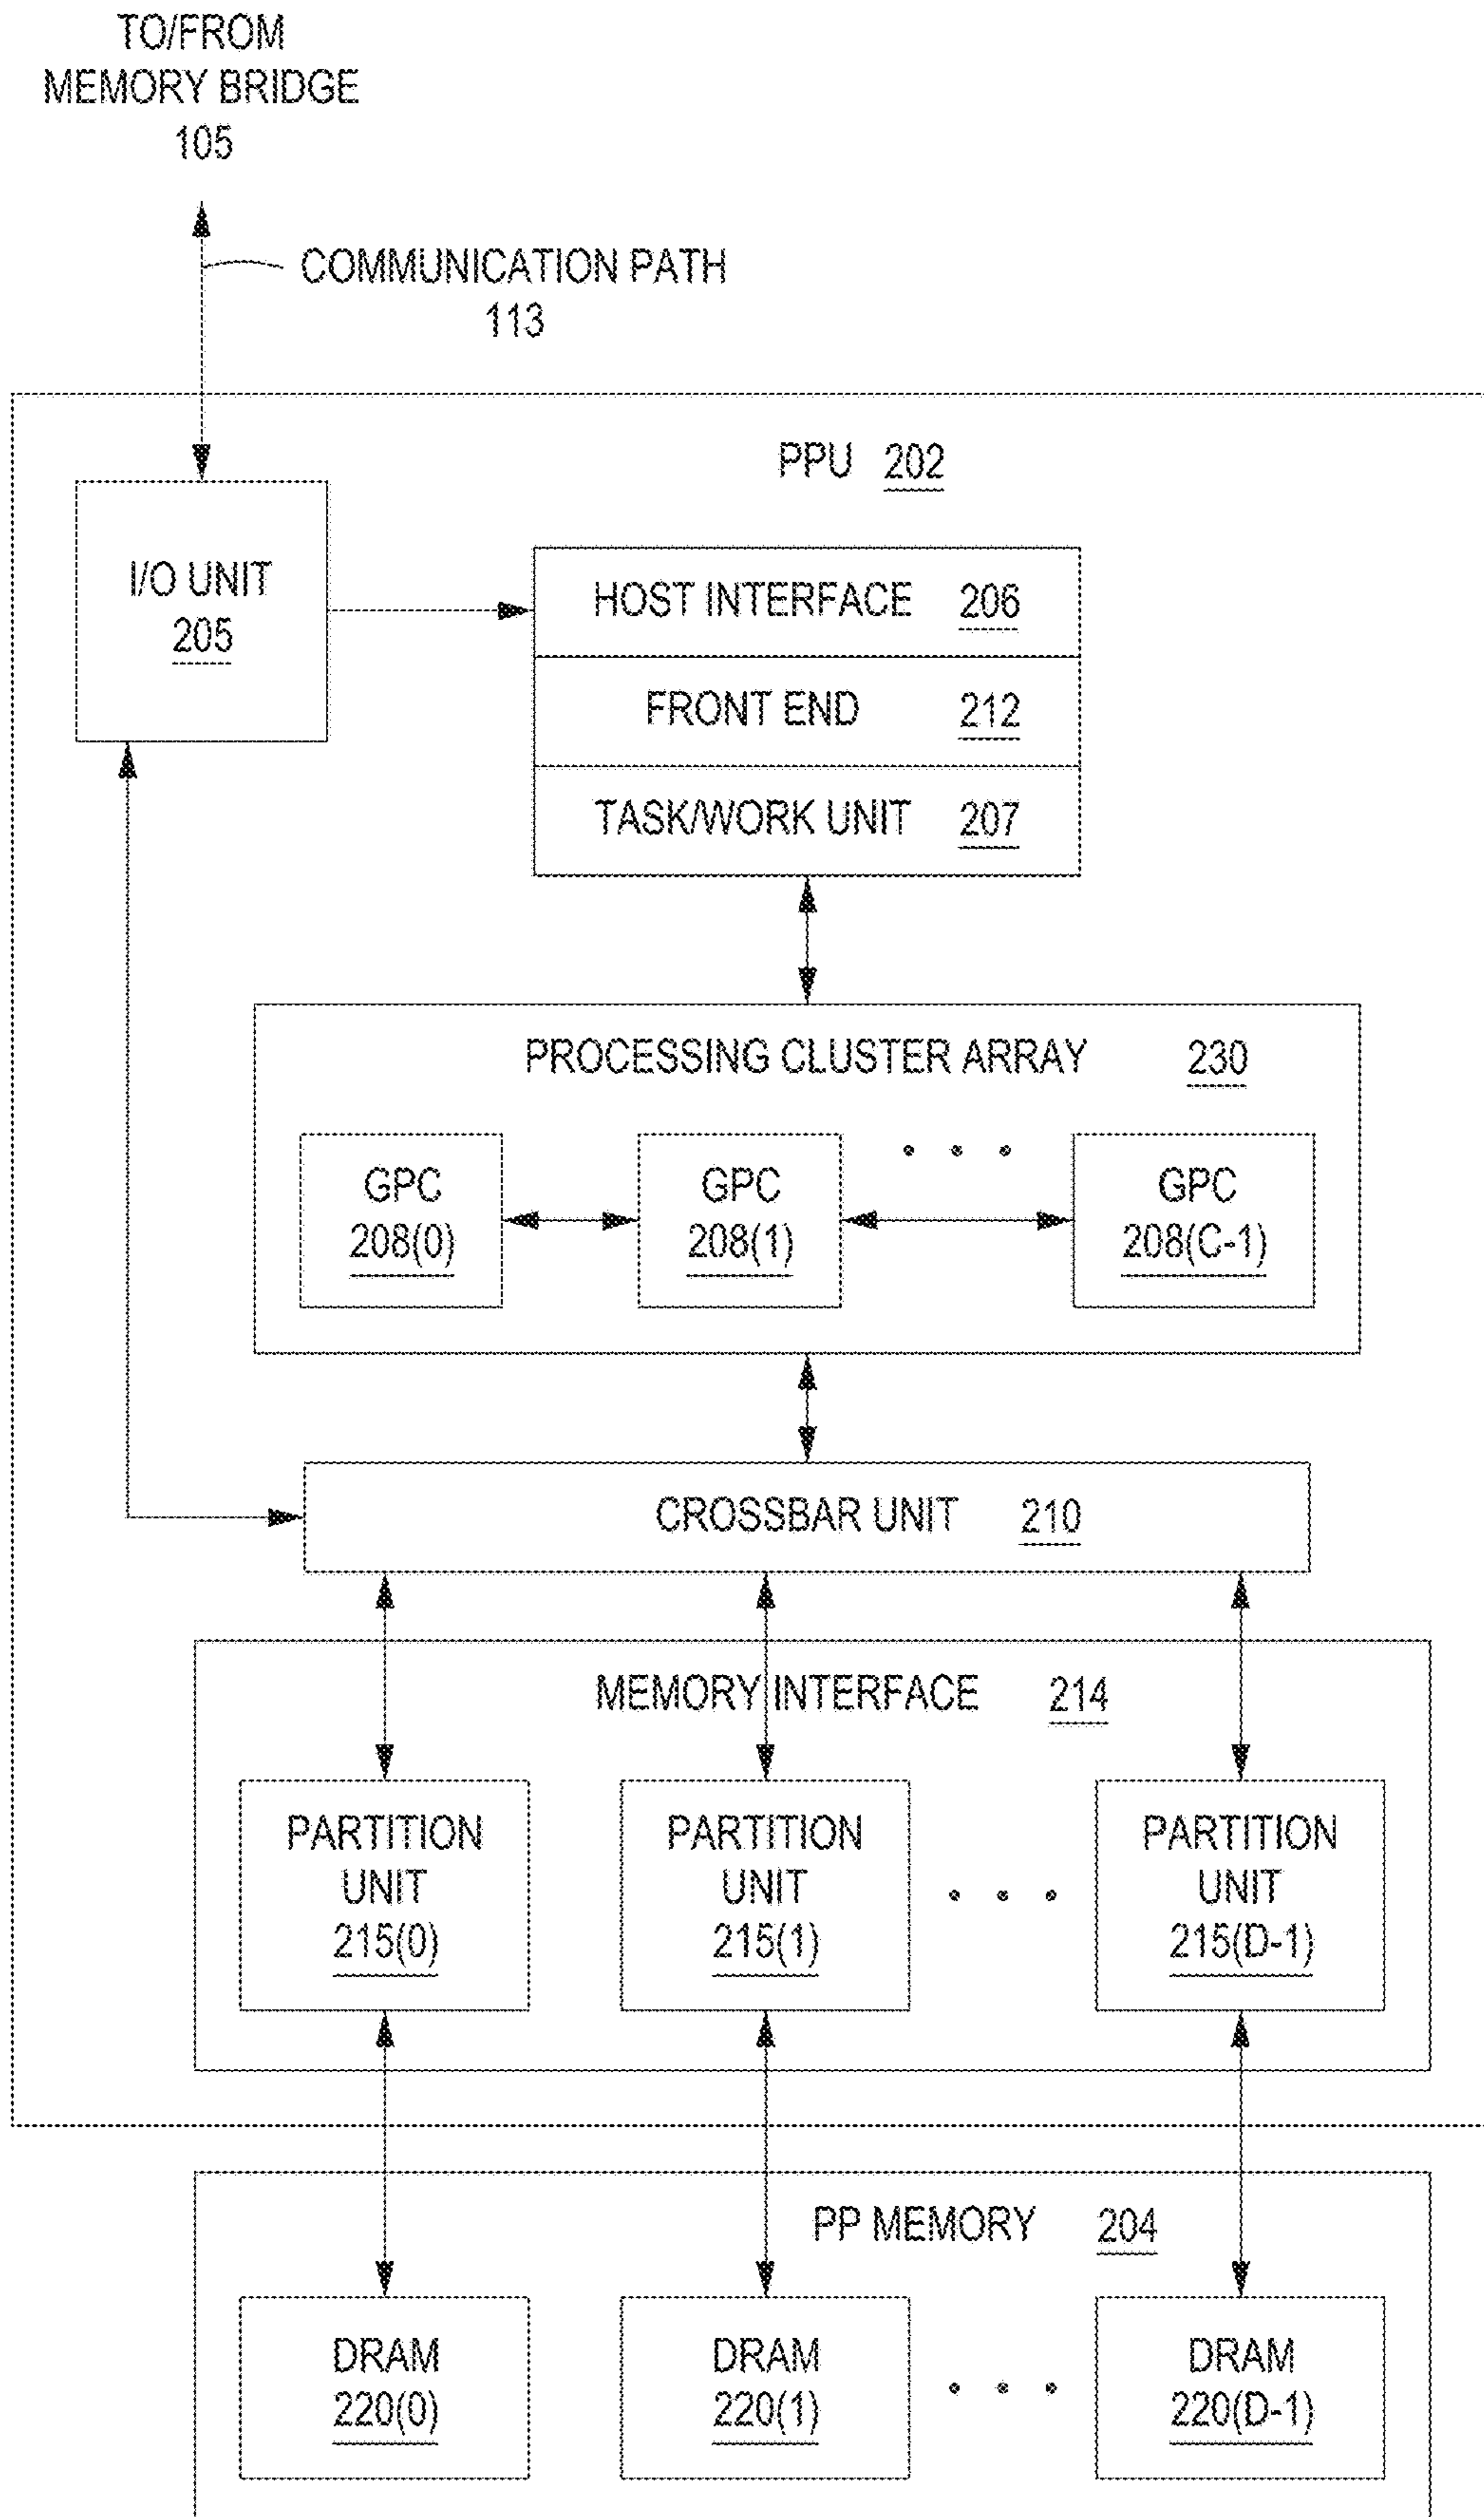 TO/FROM
MEMORY BRIDGE
105
COMMUNICATION PATH
113
PPU 202
I/O UNIT
205
HOST INTERFACE 206
FRONT END 212
TASK/WORK UNIT 207
PROCESSING CLUSTER ARRAY 230
GPC
208(0)
GPC
208(1)
• • •
GPC
208(C-1)
CROSSBAR UNIT 210
MEMORY INTERFACE 214
PARTITION
UNIT
215(0)
PARTITION
UNIT
215(1)
• • •
PARTITION
UNIT
215(D-1)
PP MEMORY 204
DRAM
220(0)
DRAM
220(1)
• • •
DRAM
220(D-1)